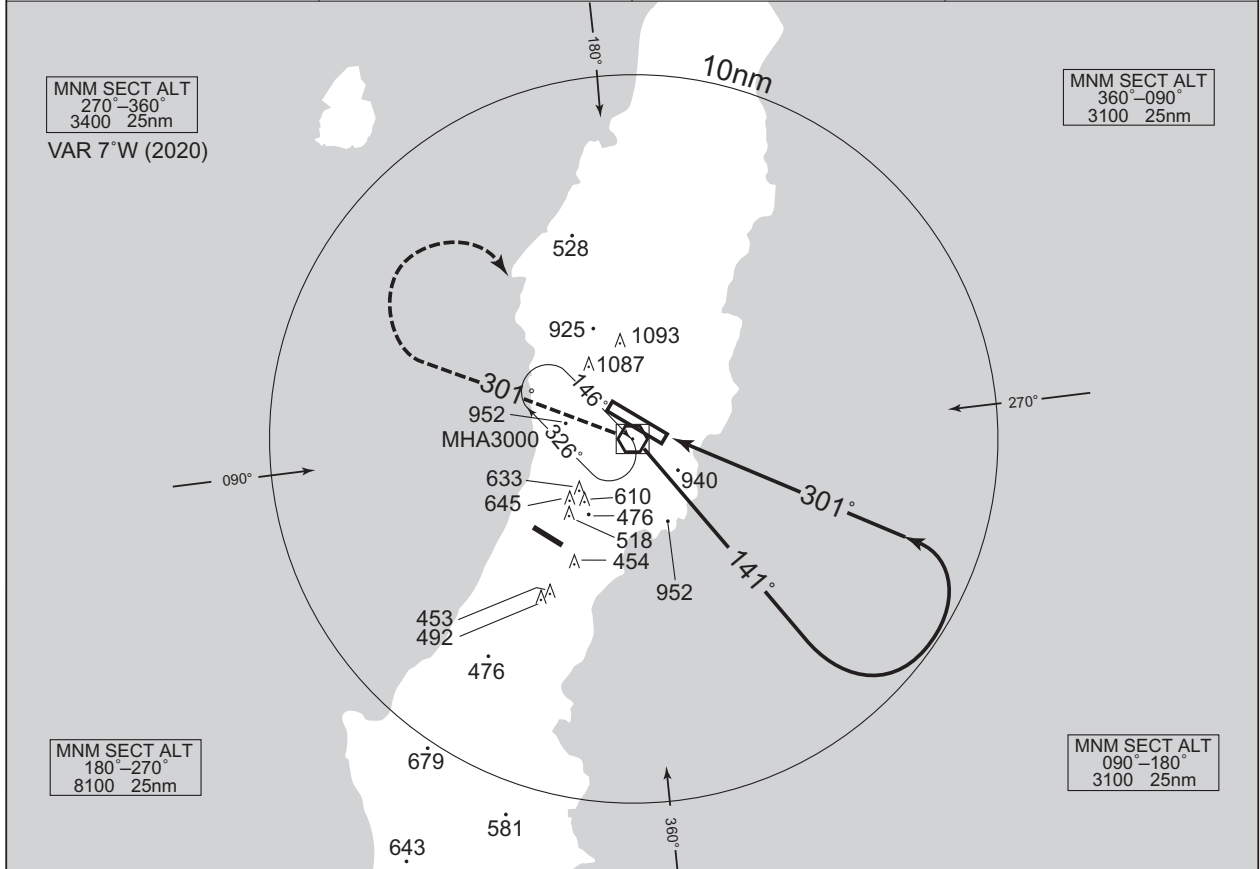 180°
10nm
MNM SECT ALT
270°–360°
3400 25nm
VAR 7°W (2020)
MNM SECT ALT
360°–090°
3100 25nm
528
925
1093
1087
301°
146°
952
MHA3000
326°
270°
090°
633
645
610
476
518
454
940
301°
141°
952
453
492
476
679
581
643
MNM SECT ALT
180°–270°
8100 25nm
MNM SECT ALT
090°–180°
3100 25nm
360°